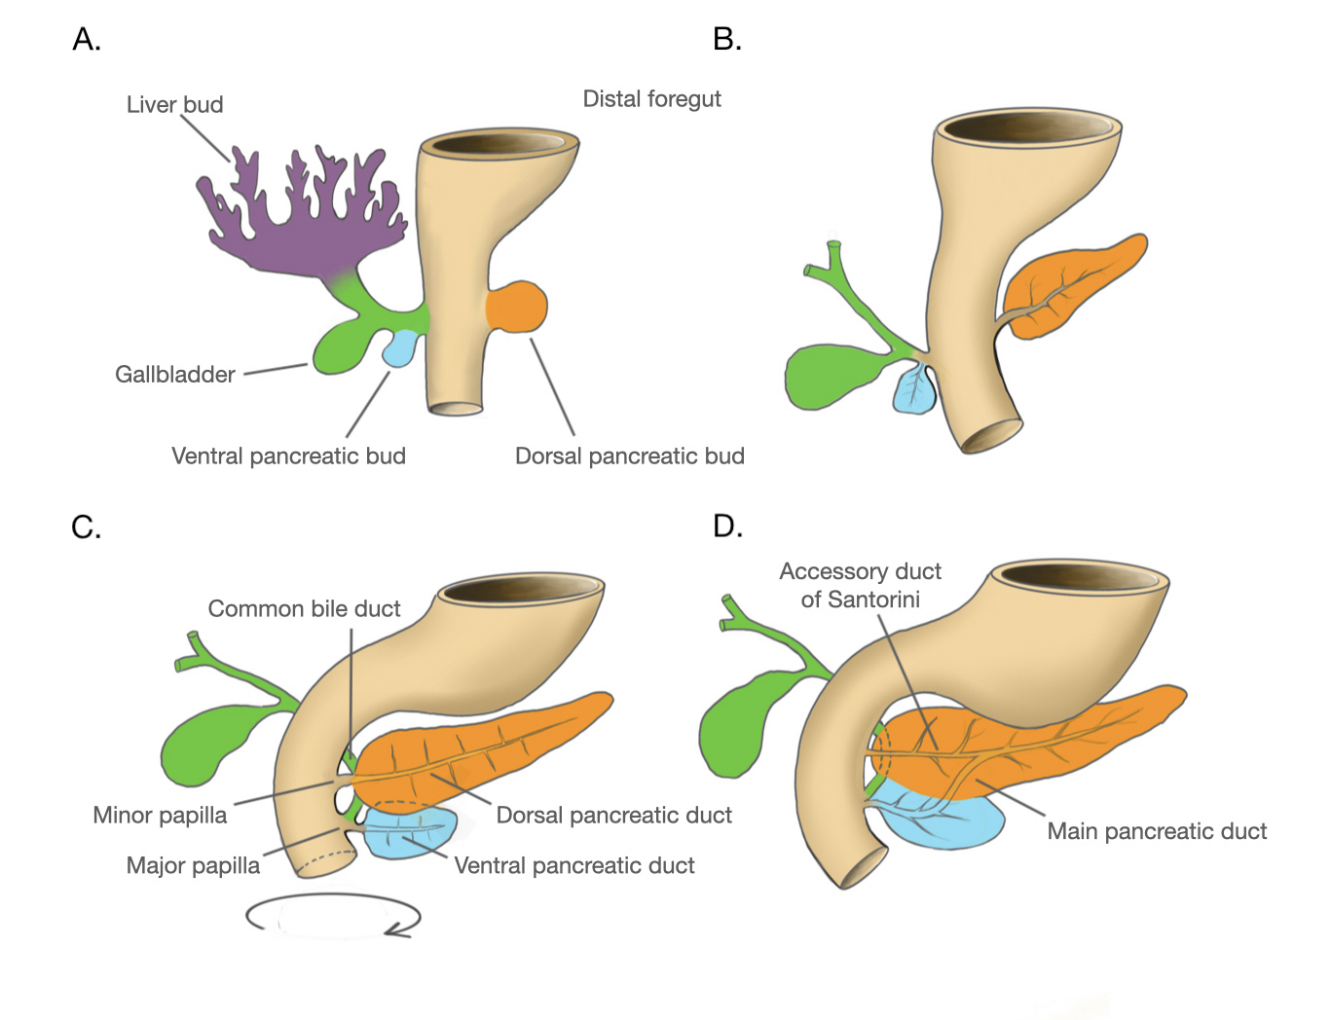 A.
B.
Liver bud
Distal foregut
Gallbladder
Ventral pancreatic bud
Dorsal pancreatic bud
C.
D.
Accessory duct
of Santorini
Common bile duct
Minor papilla
Dorsal pancreatic duct
Main pancreatic duct
Major papilla
Ventral pancreatic duct